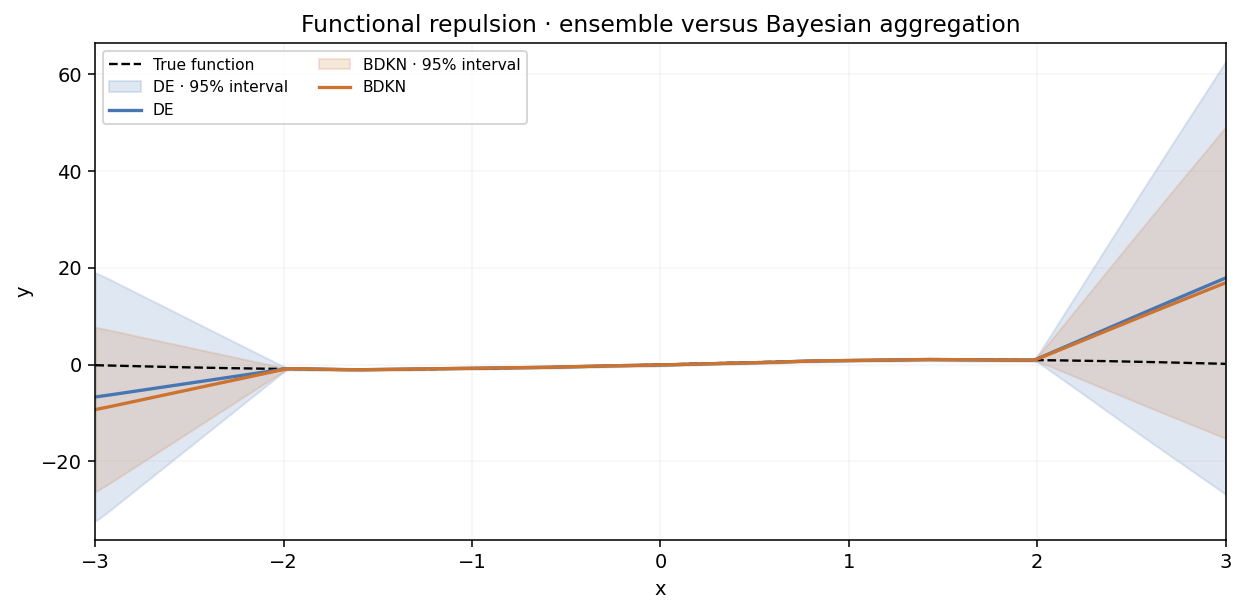 Functional repulsion · ensemble versus Bayesian aggregation
True function
DE · 95% interval
DE
BDKN · 95% interval
BDKN
60
40
20
0
−20
y
−3
−2
−1
0
1
2
3
x